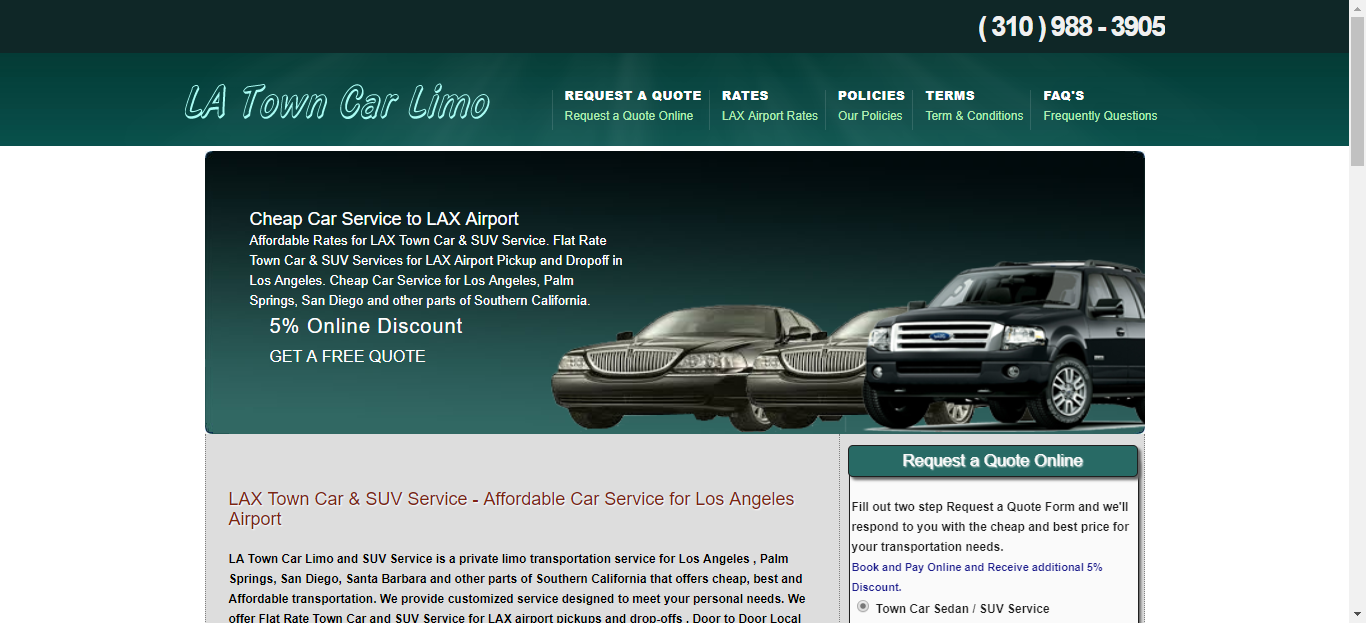 ( 310 ) 988 - 3905
LA Town Car Limo
REQUEST A QUOTE
Request a Quote Online
RATES
LAX Airport Rates
POLICIES
Our Policies
TERMS
Term & Conditions
FAQ'S
Frequently Questions
Cheap Car Service to LAX Airport
Affordable Rates for LAX Town Car & SUV Service. Flat Rate
Town Car & SUV Services for LAX Airport Pickup and Dropoff in
Los Angeles. Cheap Car Service for Los Angeles, Palm
Springs, San Diego and other parts of Southern California.
5% Online Discount
GET A FREE QUOTE
LAX Town Car & SUV Service - Affordable Car Service for Los Angeles
Airport
LA Town Car Limo and SUV Service is a private limo transportation service for Los Angeles , Palm
Springs, San Diego, Santa Barbara and other parts of Southern California that offers cheap, best and
Affordable transportation. We provide customized service designed to meet your personal needs. We
offer Flat Rate Town Car and SUV Service for LAX airport pickups and drop-offs , Door to Door Local
Request a Quote Online
Fill out two step Request a Quote Form and we'll
respond to you with the cheap and best price for
your transportation needs.
Book and Pay Online and Receive additional 5%
Discount.
Town Car Sedan / SUV Service